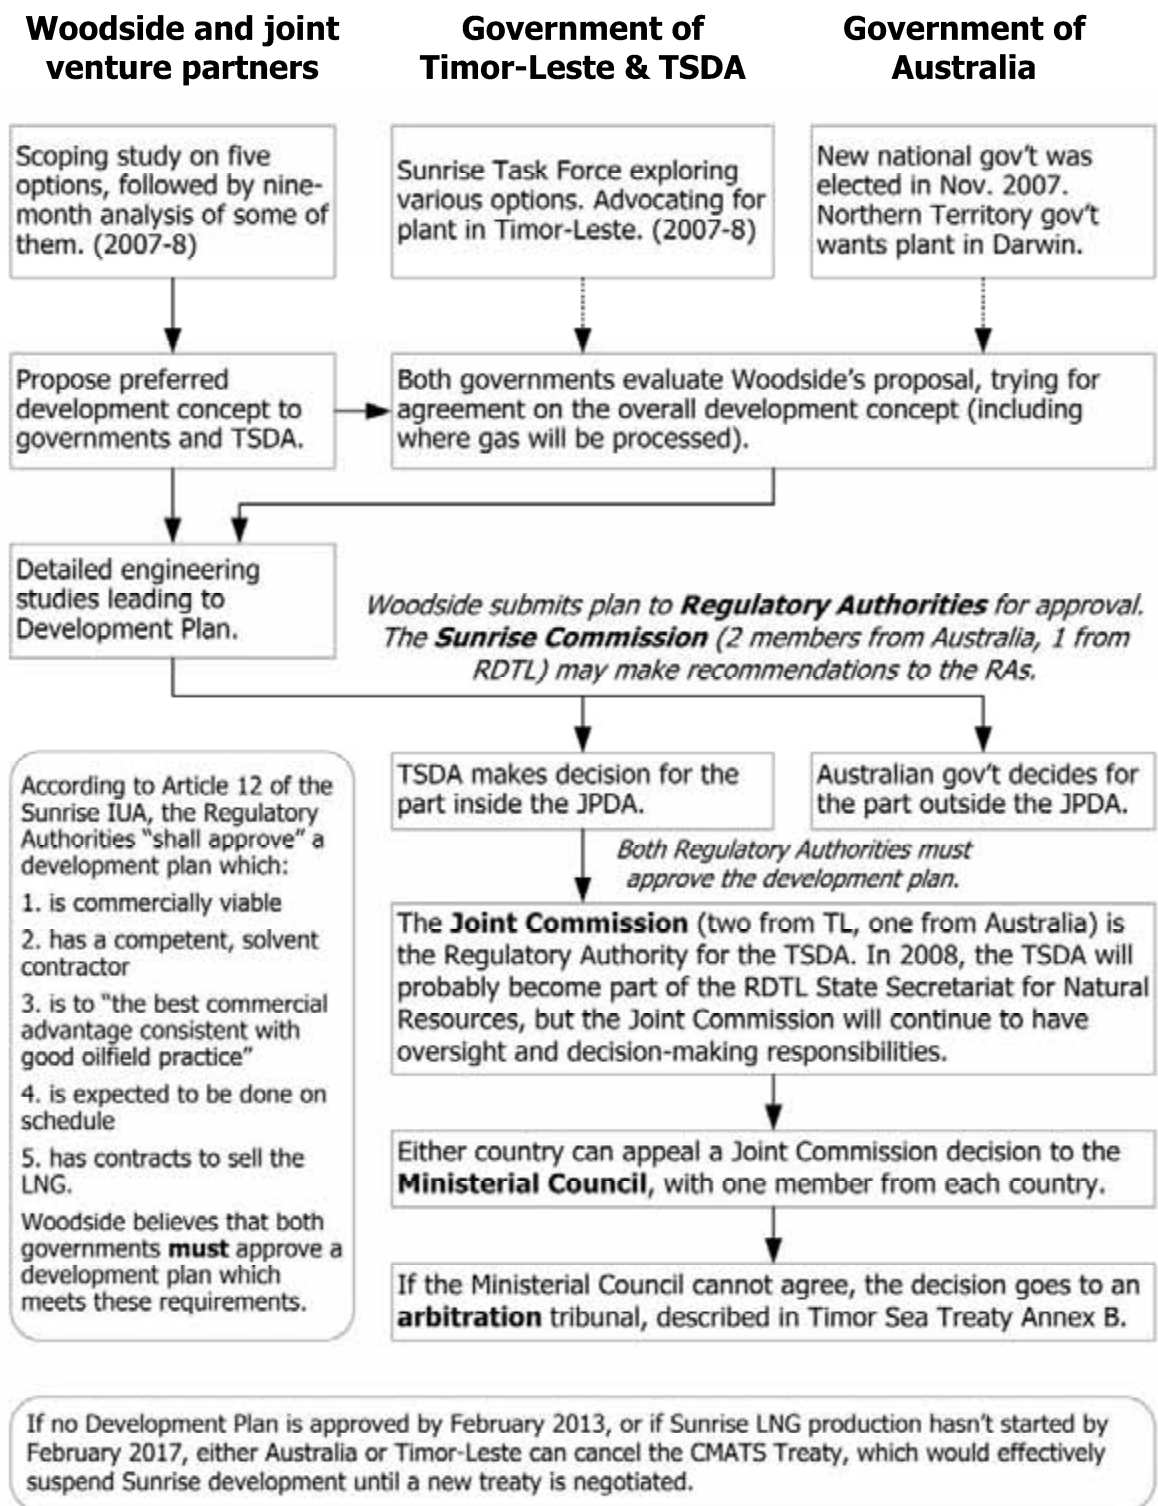 Woodside and joint
venture partners
Government of
Timor-Leste & TSDA
Government of
Australia
Scoping study on five
options, followed by nine-
month analysis of some of
them. (2007-8)
Sunrise Task Force exploring
various options. Advocating for
plant in Timor-Leste. (2007-8)
New national gov't was
elected in Nov. 2007.
Northern Territory gov't
wants plant in Darwin.
Propose preferred
development concept to
governments and TSDA.
Both governments evaluate Woodside's proposal, trying for
agreement on the overall development concept (including
where gas will be processed).
Detailed engineering
studies leading to
Development Plan.
Woodside submits plan to Regulatory Authorities for approval.
The Sunrise Commission (2 members from Australia, 1 from
RDTL) may make recommendations to the RAs.
According to Article 12 of the
Sunrise IUA, the Regulatory
Authorities "shall approve" a
development plan which:
1. is commercially viable
2. has a competent, solvent
contractor
3. is to "the best commercial
advantage consistent with
good oilfield practice"
4. is expected to be done on
schedule
5. has contracts to sell the
LNG.
Woodside believes that both
governments must approve a
development plan which
meets these requirements.
TSDA makes decision for the
part inside the JPDA.
Australian gov't decides for
the part outside the JPDA.
Both Regulatory Authorities must
approve the development plan.
The Joint Commission (two from TL, one from Australia) is
the Regulatory Authority for the TSDA. In 2008, the TSDA will
probably become part of the RDTL State Secretariat for Natural
Resources, but the Joint Commission will continue to have
oversight and decision-making responsibilities.
Either country can appeal a Joint Commission decision to the
Ministerial Council, with one member from each country.
If the Ministerial Council cannot agree, the decision goes to an
arbitration tribunal, described in Timor Sea Treaty Annex B.
If no Development Plan is approved by February 2013, or if Sunrise LNG production hasn't started by
February 2017, either Australia or Timor-Leste can cancel the CMATS Treaty, which would effectively
suspend Sunrise development until a new treaty is negotiated.